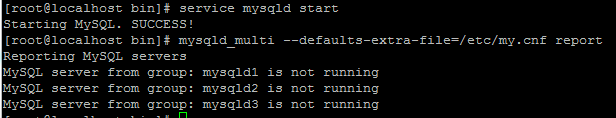 [root@localhost bin]# service mysqld start
Starting MySQL. SUCCESS!
[root@localhost bin]# mysqld_multi --defaults-extra-file=/etc/my.cnf report
Reporting MySQL servers
MySQL server from group: mysqld1 is not running
MySQL server from group: mysqld2 is not running
MySQL server from group: mysqld3 is not running
[root@localhost bin]#